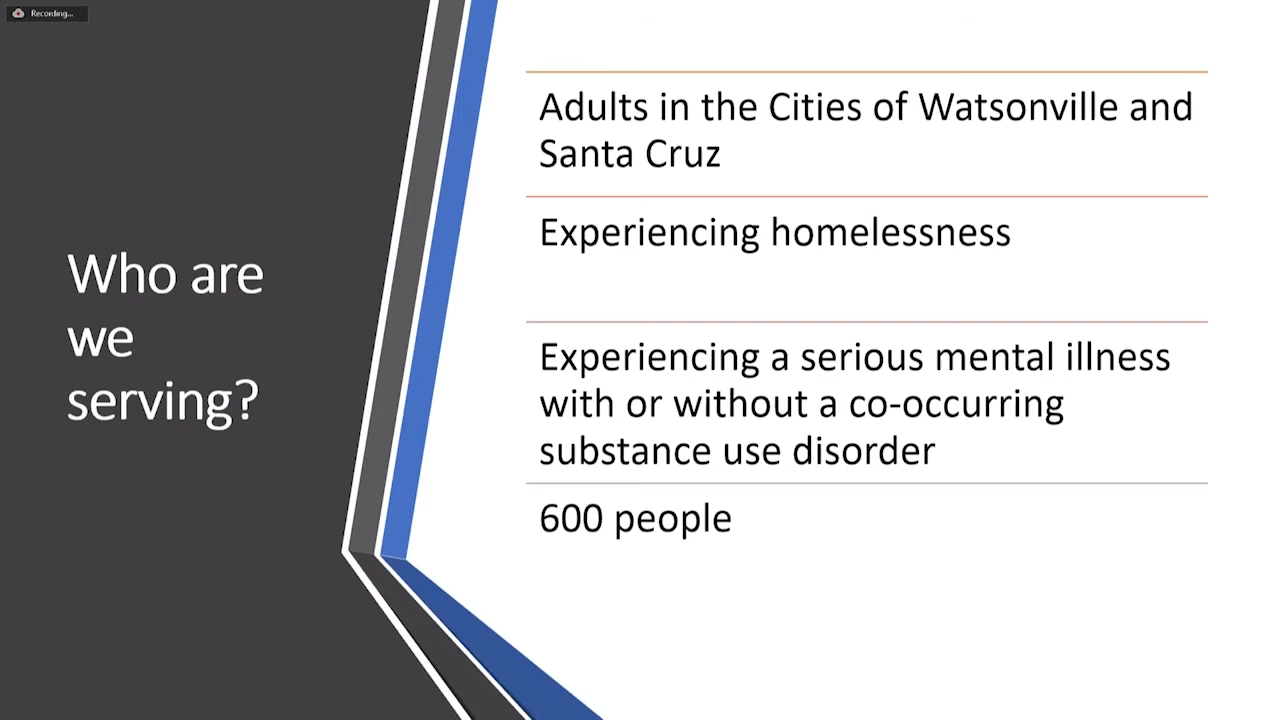 Recording...
Who are
we
serving?
Adults in the Cities of Watsonville and
Santa Cruz
Experiencing homelessness
Experiencing a serious mental illness
with or without a co-occurring
substance use disorder
600 people